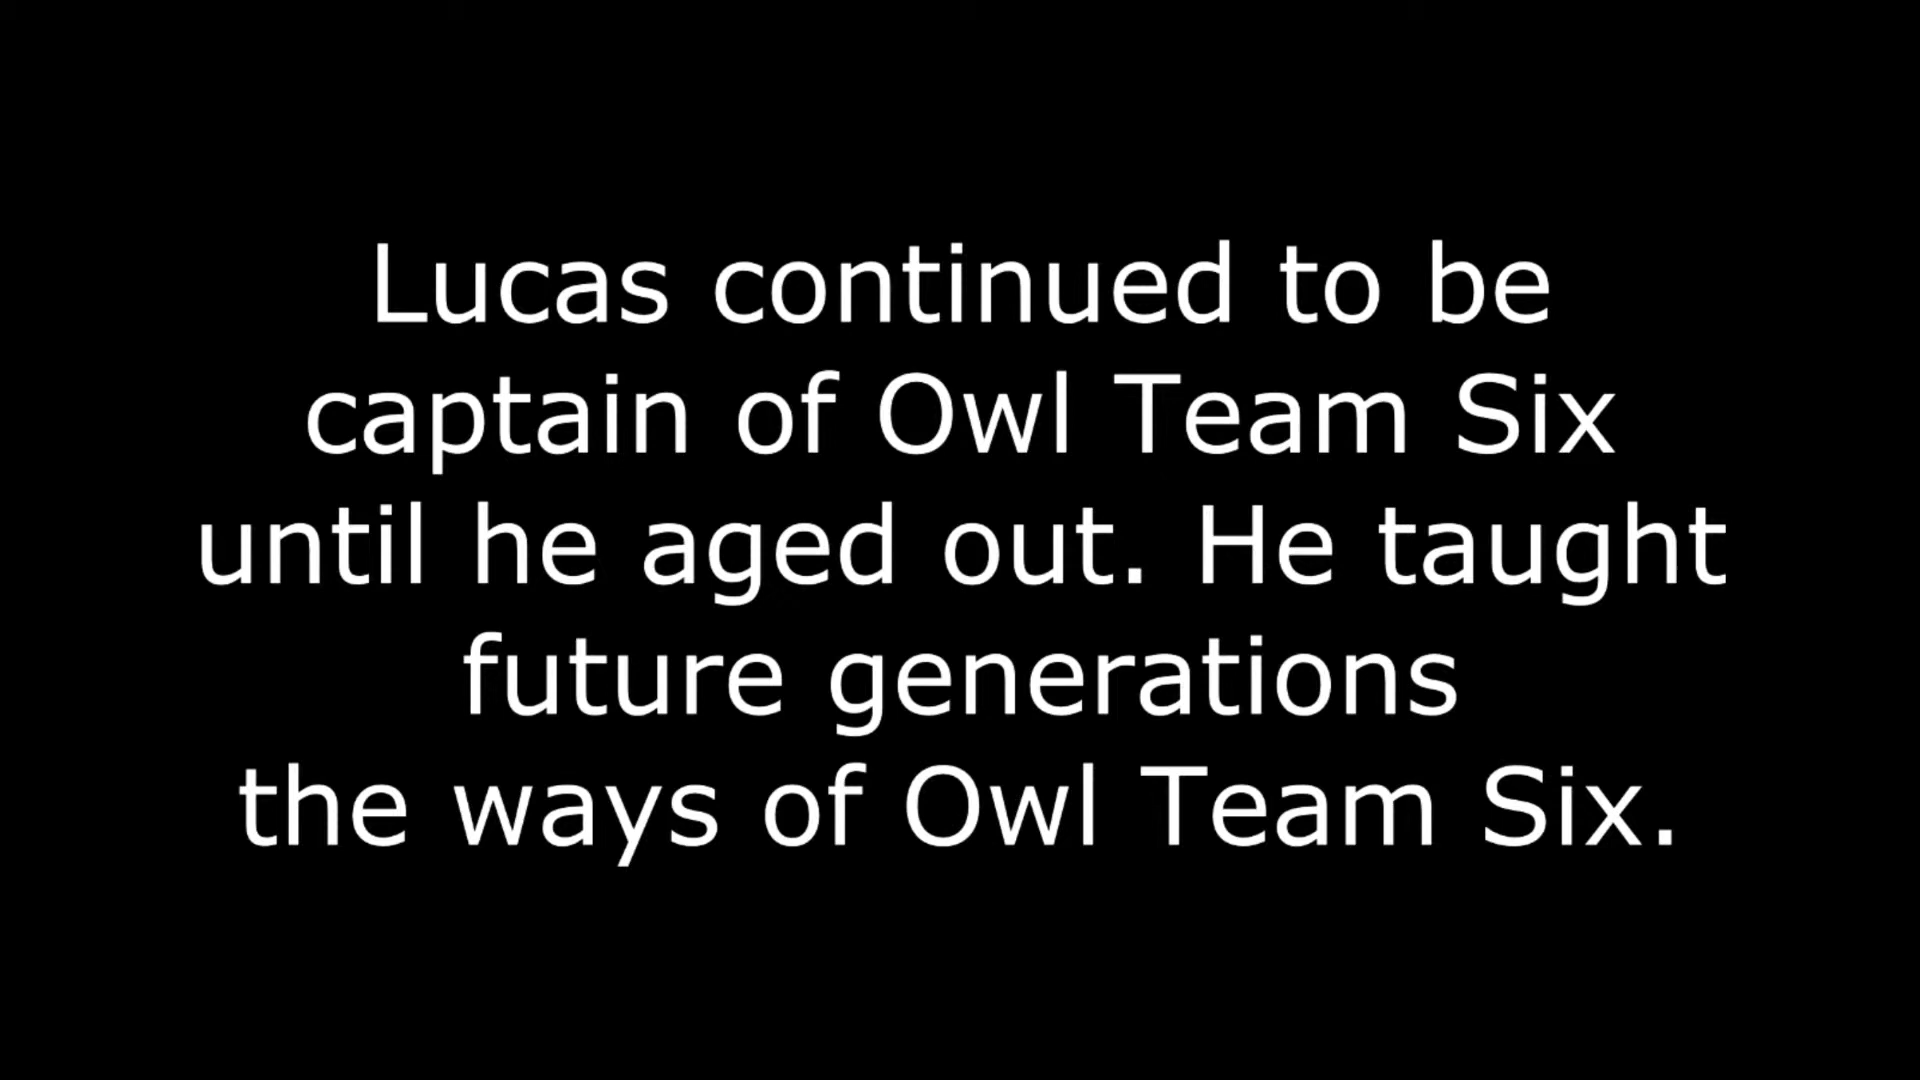 Lucas continued to be
captain of Owl Team Six
until he aged out. He taught
future generations
the ways of Owl Team Six.